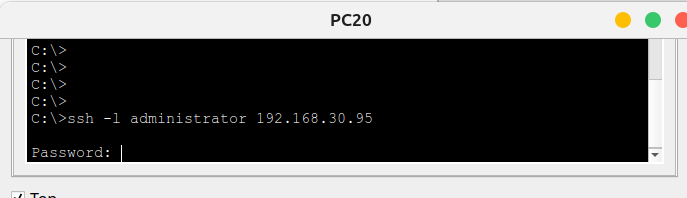 PC20
C:\>
C:\>
C:\>
C:\>
C:\>ssh -l administrator 192.168.30.95
Password:
Top